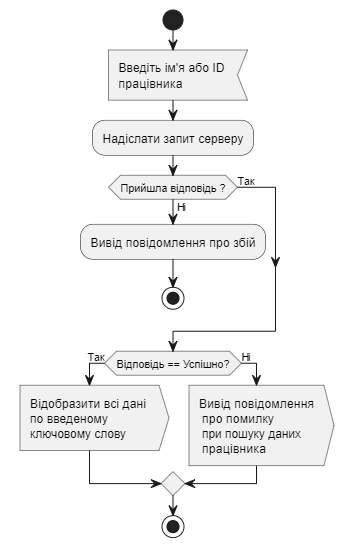 Введіть ім'я або ID
працівника
Надіслати запит серверу
Прийшла відповідь ?
Так
Ні
Вивід повідомлення про збій
Так
Відповідь == Успішно?
Ні
Відобразити всі дані
по введеному
ключовому слову
Вивід повідомлення
про помилку
при пошуку даних
працівника